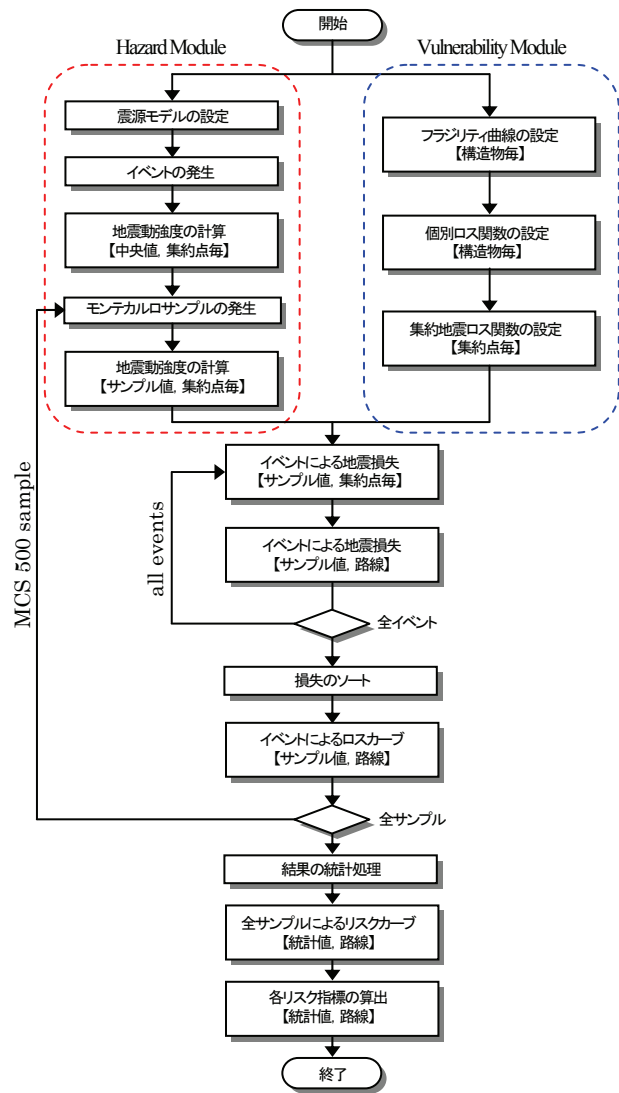 開始
Hazard Module
Vulnerability Module
震源モデルの設定
イベントの発生
地震動強度の計算
【中央値, 集約点毎】
モンテカルロサンプルの発生
地震動強度の計算
【サンプル値, 集約点毎】
フラジリティ曲線の設定
【構造物毎】
個別ロス関数の設定
【構造物毎】
集約地震ロス関数の設定
【集約点毎】
イベントによる地震損失
【サンプル値, 集約点毎】
イベントによる地震損失
【サンプル値, 路線】
all events
MCS 500 sample
全イベント
損失のソート
イベントによるロスカーブ
【サンプル値, 路線】
全サンプル
結果の統計処理
全サンプルによるリスクカーブ
【統計値, 路線】
各リスク指標の算出
【統計値, 路線】
終了